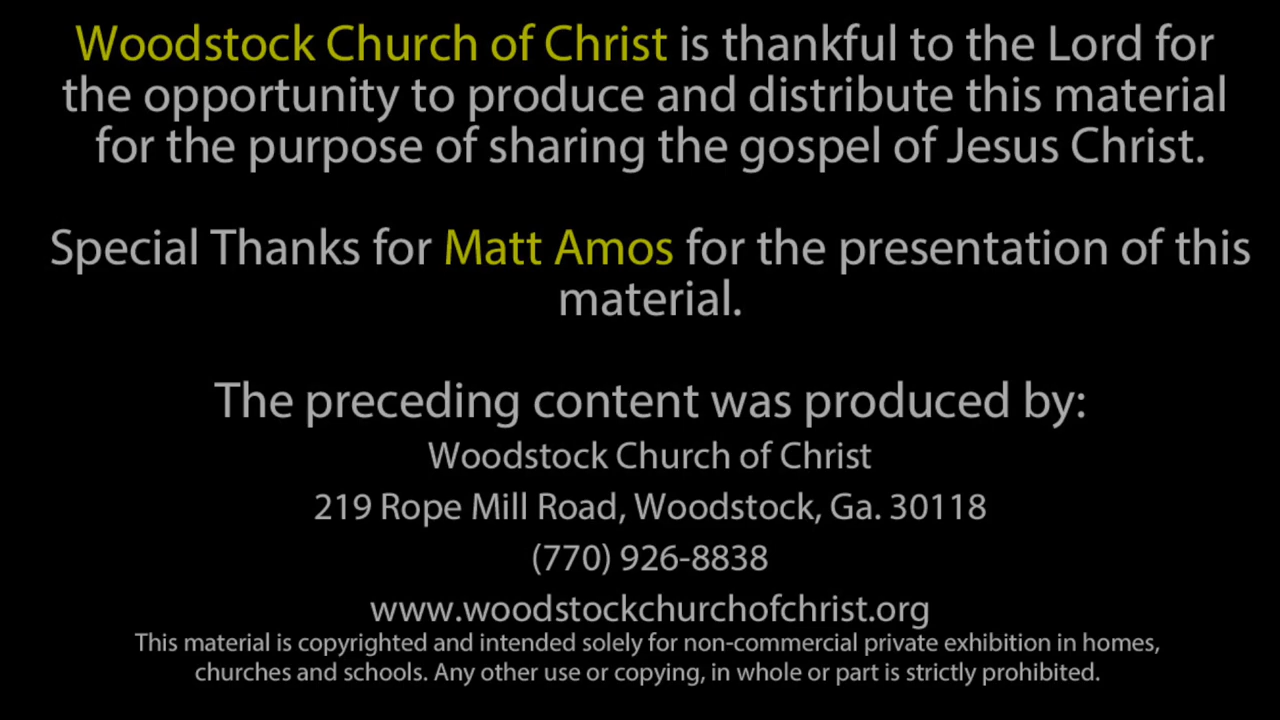 Woodstock Church of Christ is thankful to the Lord for
the opportunity to produce and distribute this material
for the purpose of sharing the gospel of Jesus Christ.
Special Thanks for Matt Amos for the presentation of this
material.
The preceding content was produced by:
Woodstock Church of Christ
219 Rope Mill Road, Woodstock, Ga. 30118
(770) 926-8838
www.woodstockchurchofchrist.org
This material is copyrighted and intended solely for non-commercial private exhibition in homes,
churches and schools. Any other use or copying, in whole or part is strictly prohibited.